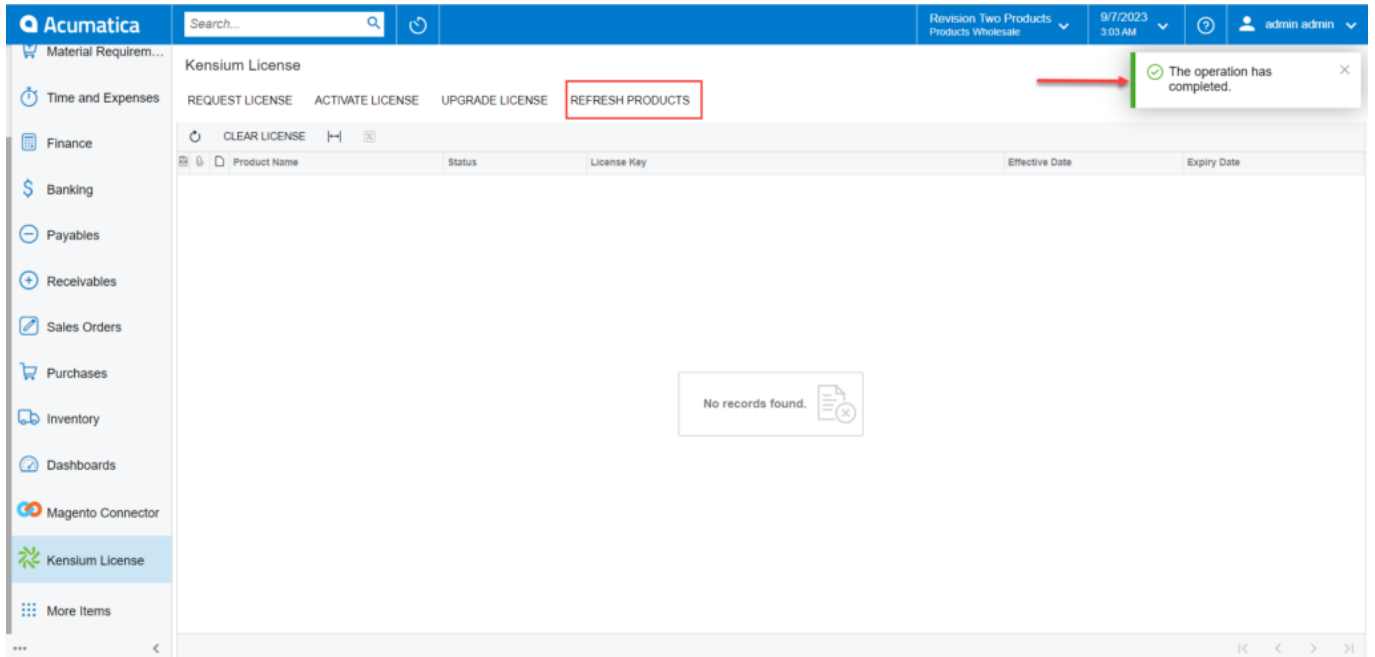 Acumatica
Search...
Revision Two Products
Products Wholesale
9/7/2023
3:03 AM
admin admin
Material Requirem...
Time and Expenses
Finance
Banking
Payables
Receivables
Sales Orders
Purchases
Inventory
Dashboards
Magento Connector
Kensium License
More Items
Kensium License
The operation has
completed.
REQUEST LICENSE ACTIVATE LICENSE UPGRADE LICENSE REFRESH PRODUCTS
CLEAR LICENSE
Product Name Status License Key Effective Date Expiry Date
No records found.